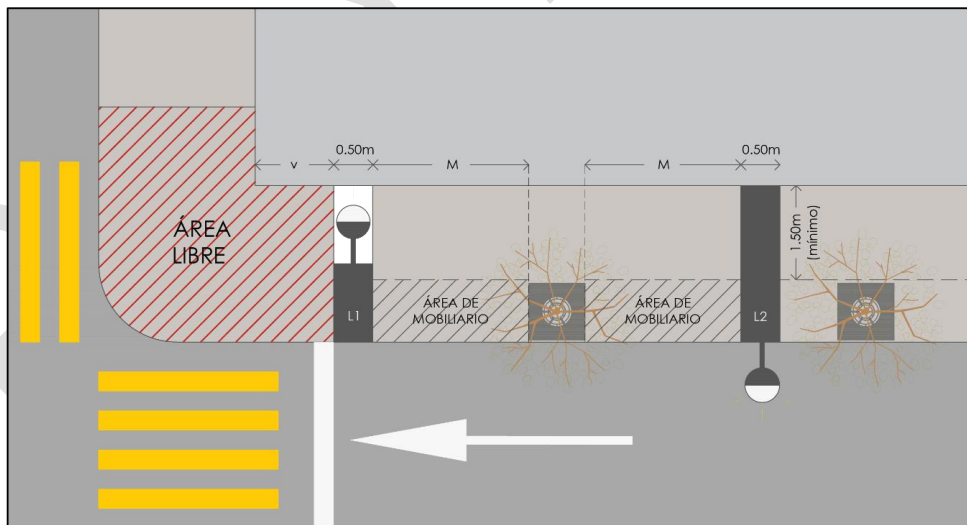 0.50m
0.50m
v
M
M
1.50m
(mínimo)
ÁREA
LIBRE
L1
ÁREA DE
MOBILIARIO
ÁREA DE
MOBILIARIO
L2